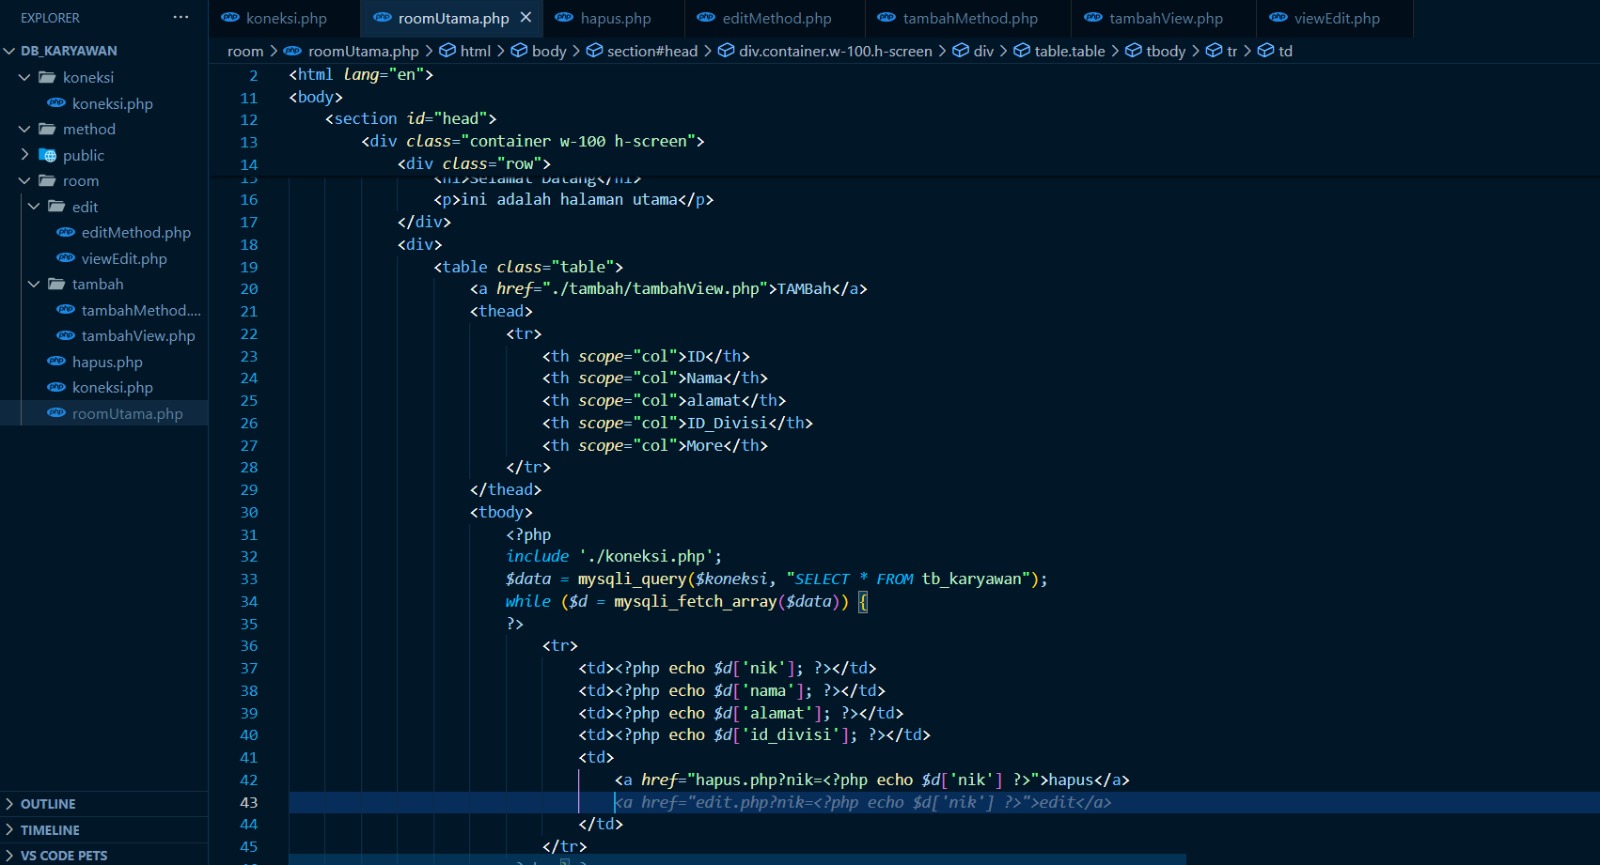 EXPLORER
...
DB_KARYAWAN
koneksi
koneksi.php
method
public
room
edit
editMethod.php
viewEdit.php
tambah
tambahMethod....
tambahView.php
hapus.php
koneksi.php
roomUtama.php
OUTLINE
TIMELINE
VS CODE PETS
koneksi.php
roomUtama.php
hapus.php
editMethod.php
tambahMethod.php
tambahView.php
viewEdit.php
room > roomUtama.php > html > body > section#head > div.container.w-100.h-screen > div > table.table > tbody > tr > td
2 <html lang="en">
11 <body>
12 <section id="head">
13 <div class="container w-100 h-screen">
14 <div class="row">
15 <h1>Selamat Datang</h1>
16 <p>ini adalah halaman utama</p>
17 </div>
18 <div>
19 <table class="table">
20 <a href="./tambah/tambahView.php">TAMBah</a>
21 <thead>
22 <tr>
23 <th scope="col">ID</th>
24 <th scope="col">Nama</th>
25 <th scope="col">alamat</th>
26 <th scope="col">ID_Divisi</th>
27 <th scope="col">More</th>
28 </tr>
29 </thead>
30 <tbody>
31 <?php
32 include './koneksi.php';
33 $data = mysqli_query($koneksi, "SELECT * FROM tb_karyawan");
34 while ($d = mysqli_fetch_array($data)) {
35 ?>
36 <tr>
37 <td><?php echo $d['nik']; ?></td>
38 <td><?php echo $d['nama']; ?></td>
39 <td><?php echo $d['alamat']; ?></td>
40 <td><?php echo $d['id_divisi']; ?></td>
41 <td>
42 <a href="hapus.php?nik=<?php echo $d['nik'] ?>">hapus</a>
43 <a href="edit.php?nik=<?php echo $d['nik'] ?>">edit</a>
44 </td>
45 </tr>